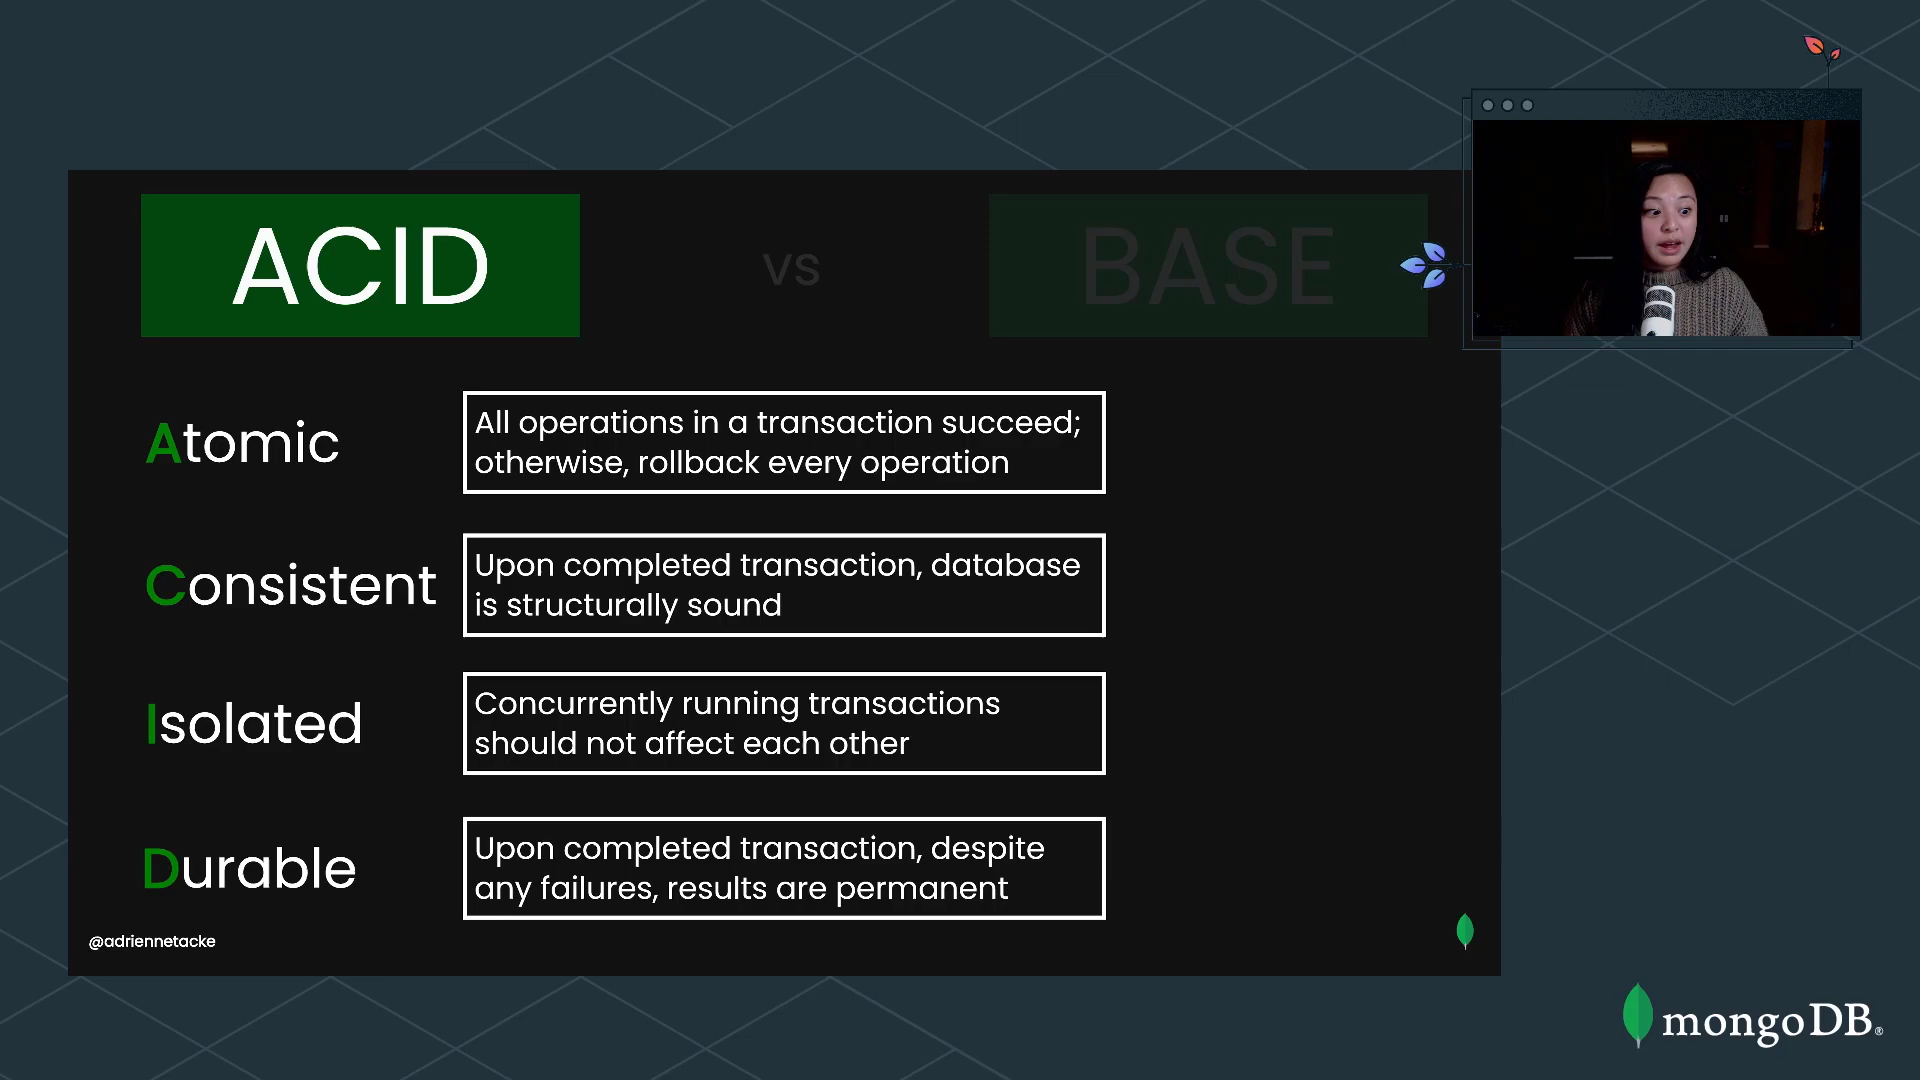 ACID
vs
BASE
Atomic
All operations in a transaction succeed;
otherwise, rollback every operation
Consistent
Upon completed transaction, database
is structurally sound
Isolated
Concurrently running transactions
should not affect each other
Durable
Upon completed transaction, despite
any failures, results are permanent
@adriennetacke
mongoDB®